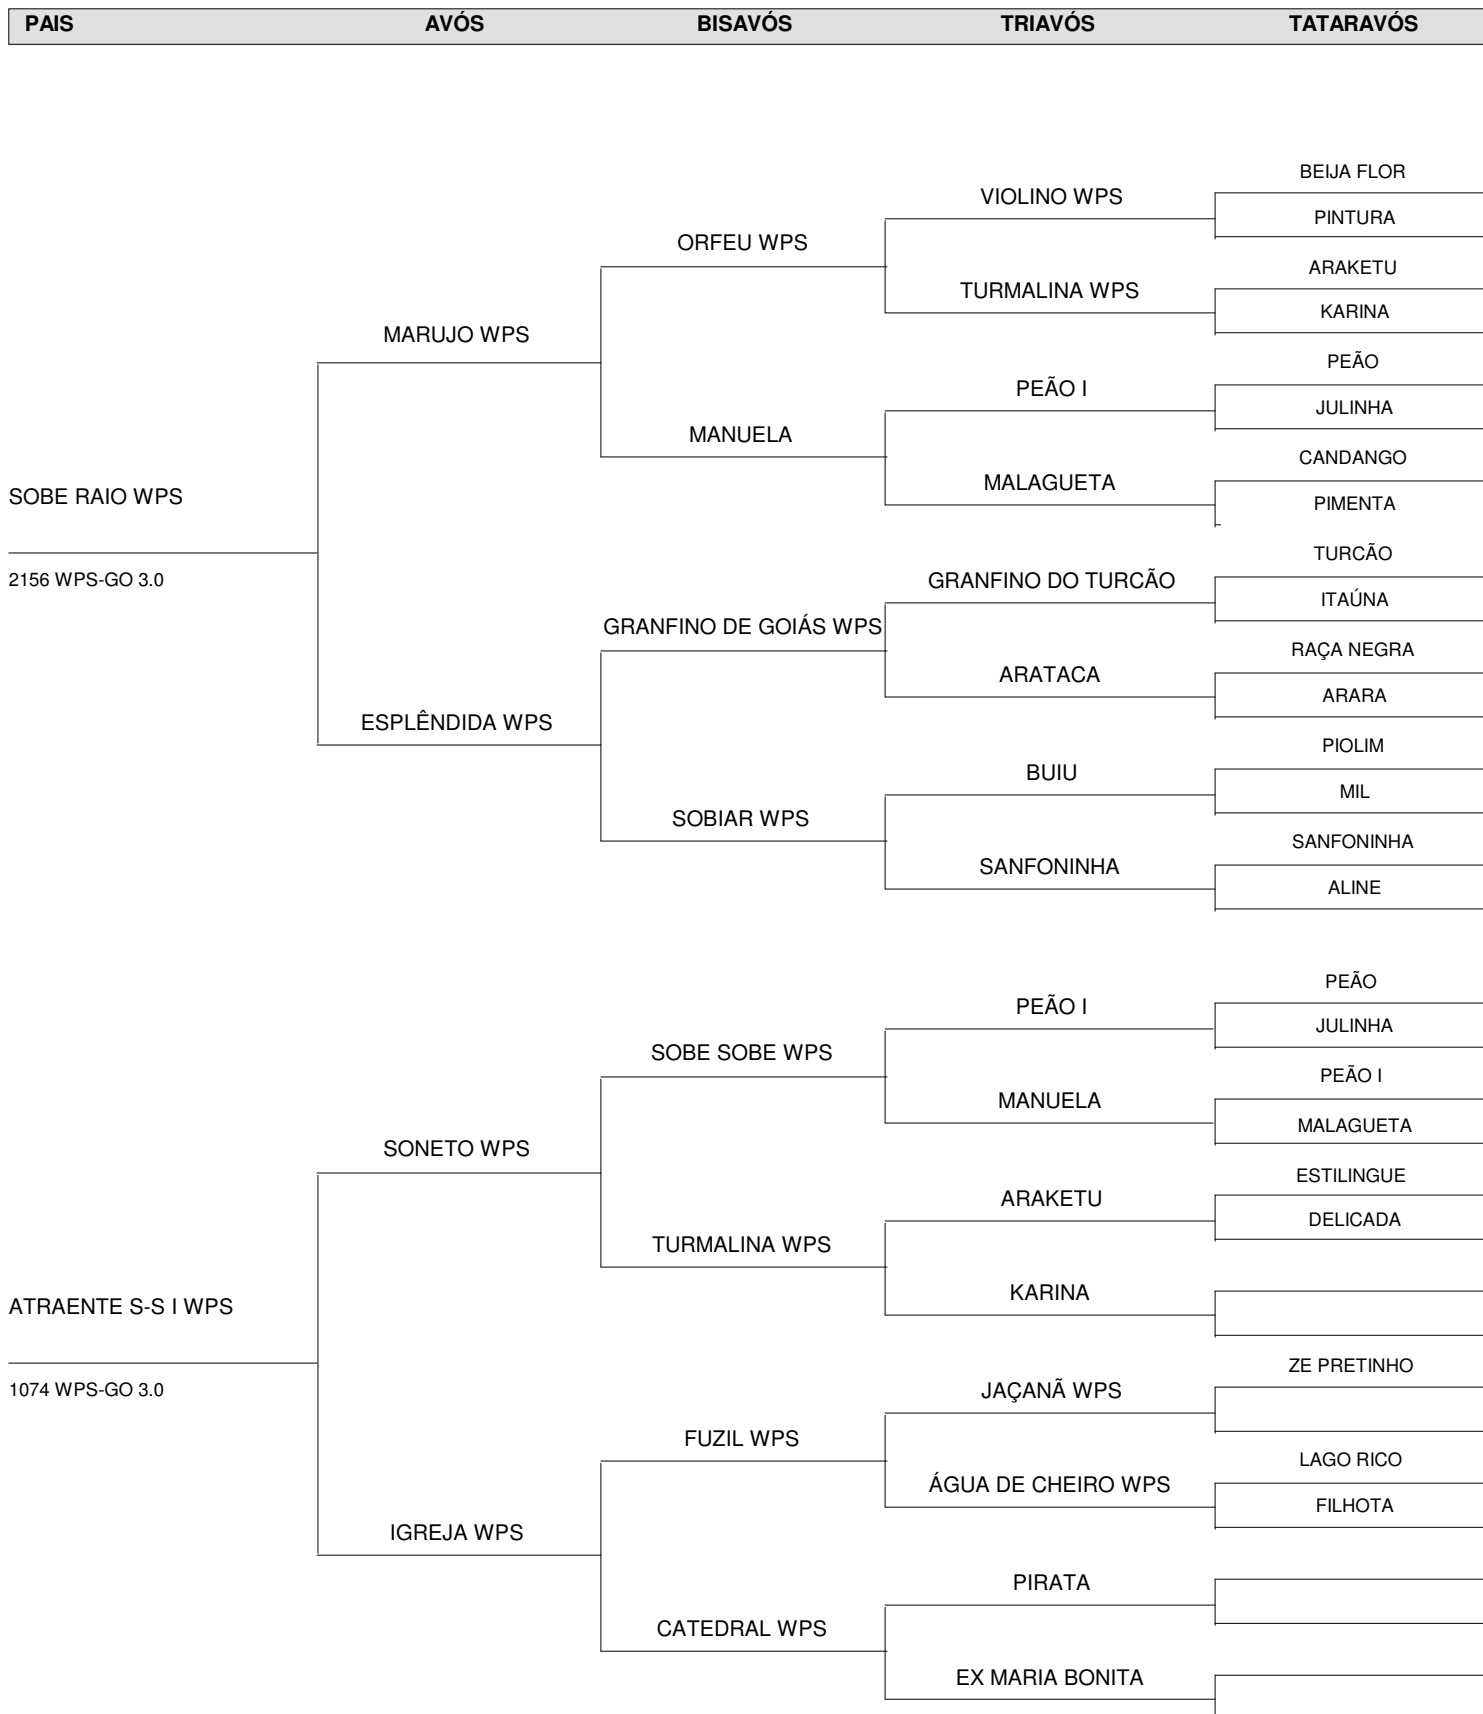 PAIS AVÓS BISAVÓS TRIAVÓS TATARAVÓS
BEIJA FLOR
VIOLINO WPS
PINTURA
ORFEU WPS
ARAKETU
TURMALINA WPS
KARINA
MARUJO WPS
PEÃO
PEÃO I
JULINHA
MANUELA
CANDANGO
MALAGUETA
SOBE RAIO WPS
PIMENTA
TURCÃO
2156 WPS-GO 3.0
GRANFINO DO TURCÃO
ITAÚNA
GRANFINO DE GOIÁS WPS
RAÇA NEGRA
ARATACA
ARARA
ESPLÊNDIDA WPS
PIOLIM
BUIU
MIL
SOBIAR WPS
SANFONINHA
SANFONINHA
ALINE
PEÃO
PEÃO I
JULINHA
SOBE SOBE WPS
PEÃO I
MANUELA
MALAGUETA
SONETO WPS
ESTILINGUE
ARAKETU
DELICADA
TURMALINA WPS
KARINA
ATRAENTE S-S I WPS
ZE PRETINHO
1074 WPS-GO 3.0
JAÇANÃ WPS
FUZIL WPS
LAGO RICO
ÁGUA DE CHEIRO WPS
FILHOTA
IGREJA WPS
PIRATA
CATEDRAL WPS
EX MARIA BONITA